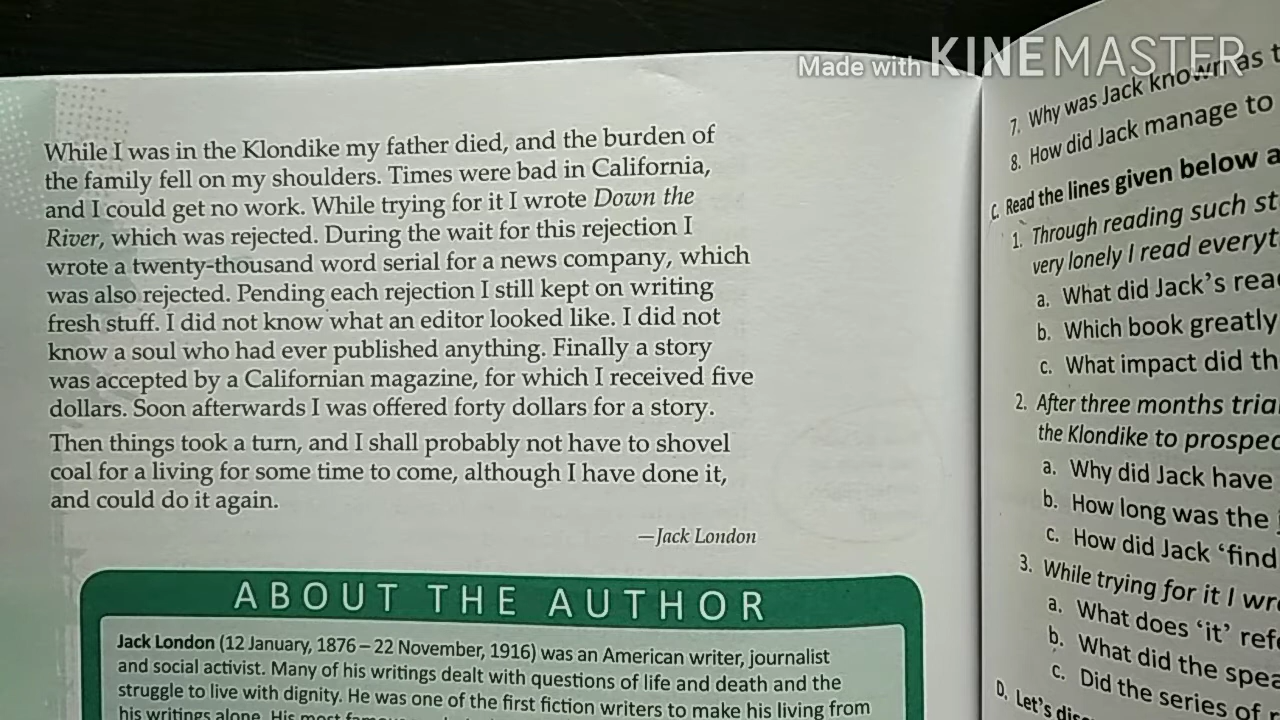 Made with KINEMASTER
While I was in the Klondike my father died, and the burden of
the family fell on my shoulders. Times were bad in California,
and I could get no work. While trying for it I wrote Down the
River, which was rejected. During the wait for this rejection I
wrote a twenty-thousand word serial for a news company, which
was also rejected. Pending each rejection I still kept on writing
fresh stuff. I did not know what an editor looked like. I did not
know a soul who had ever published anything. Finally a story
was accepted by a Californian magazine, for which I received five
dollars. Soon afterwards I was offered forty dollars for a story.
Then things took a turn, and I shall probably not have to shovel
coal for a living for some time to come, although I have done it,
and could do it again.
—Jack London
ABOUT THE AUTHOR
Jack London (12 January, 1876 – 22 November, 1916) was an American writer, journalist
and social activist. Many of his writings dealt with questions of life and death and the
struggle to live with dignity. He was one of the first fiction writers to make his living from
his writings alone. His most
7. Why was Jack known as
8. How did Jack manage to
C. Read the lines given below
1. Through reading such
very lonely I read
a. What did Jack's
b. Which book greatly
c. What impact did
2. After three months
the Klondike to
a. Why did Jack have
b. How long was the
c. How did Jack 'find
3. While trying for it I
a. What does 'it'
b. What did the
c. Did the series of
D. Let's